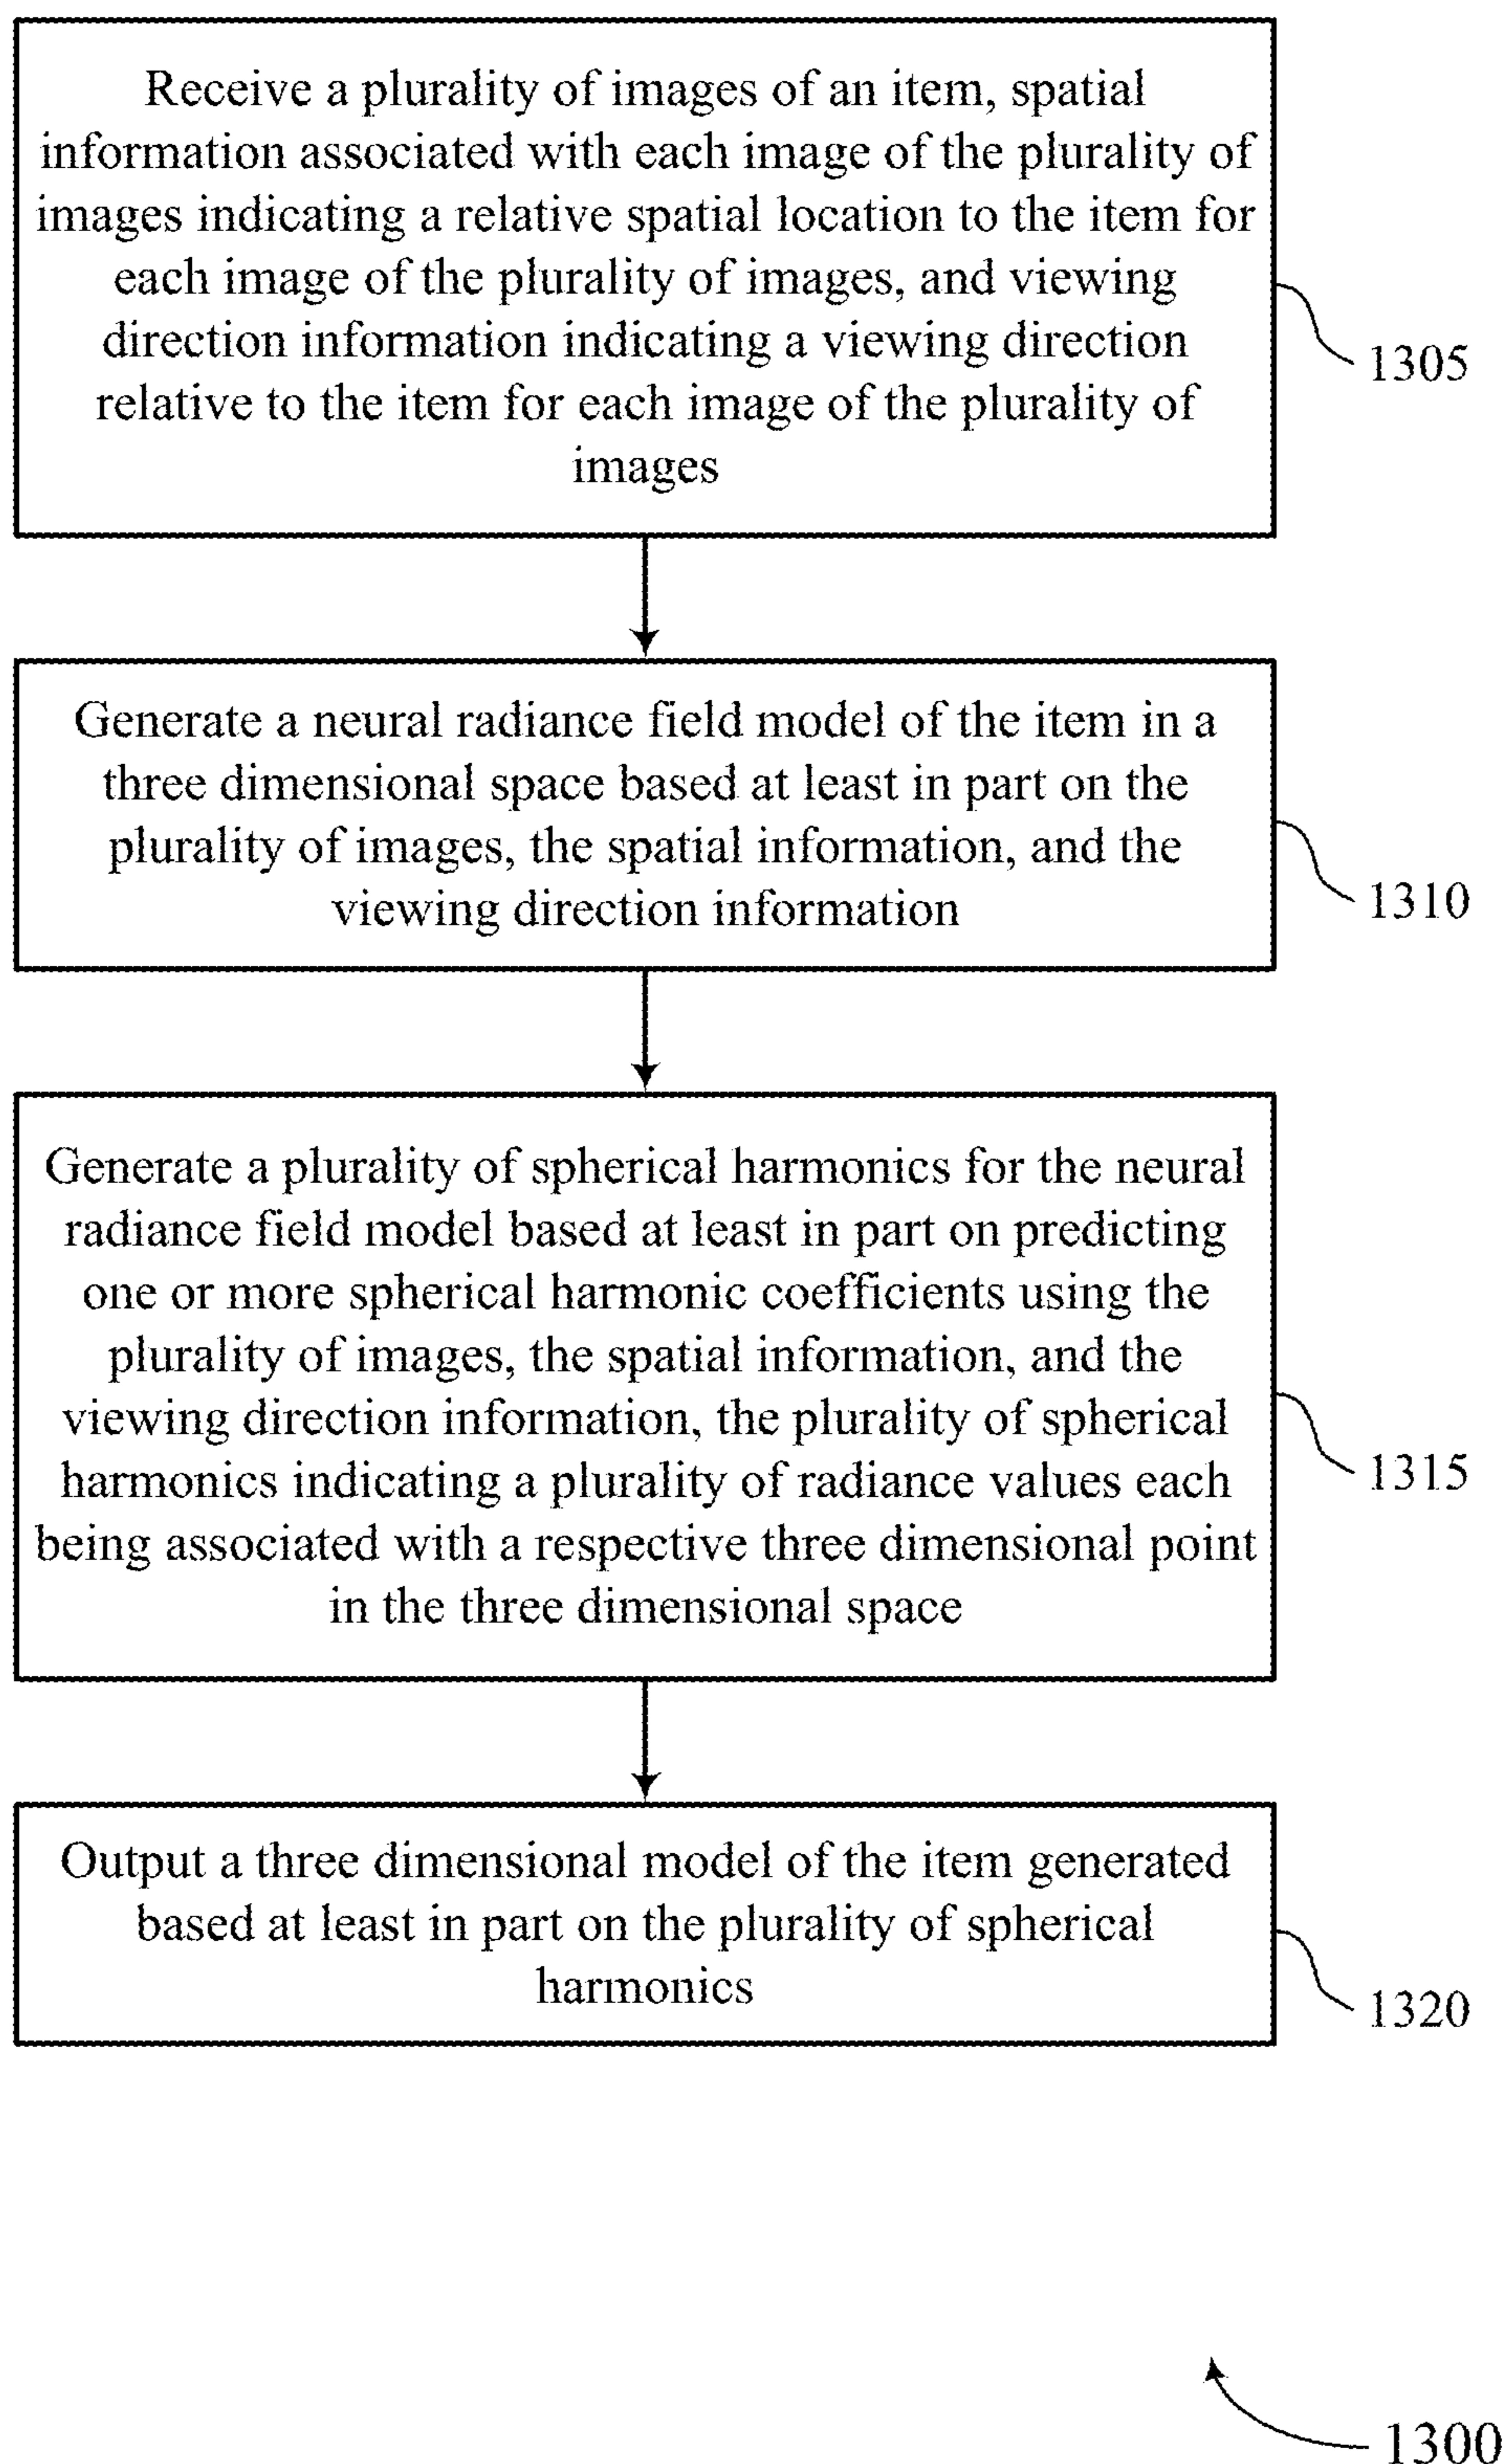 Receive a plurality of images of an item, spatial
information associated with each image of the plurality of
images indicating a relative spatial location to the item for
each image of the plurality of images, and viewing
direction information indicating a viewing direction
relative to the item for each image of the plurality of
images
1305
Generate a neural radiance field model of the item in a
three dimensional space based at least in part on the
plurality of images, the spatial information, and the
viewing direction information
1310
Generate a plurality of spherical harmonics for the neural
radiance field model based at least in part on predicting
one or more spherical harmonic coefficients using the
plurality of images, the spatial information, and the
viewing direction information, the plurality of spherical
harmonics indicating a plurality of radiance values each
being associated with a respective three dimensional point
in the three dimensional space
1315
Output a three dimensional model of the item generated
based at least in part on the plurality of spherical
harmonics
1320
1300